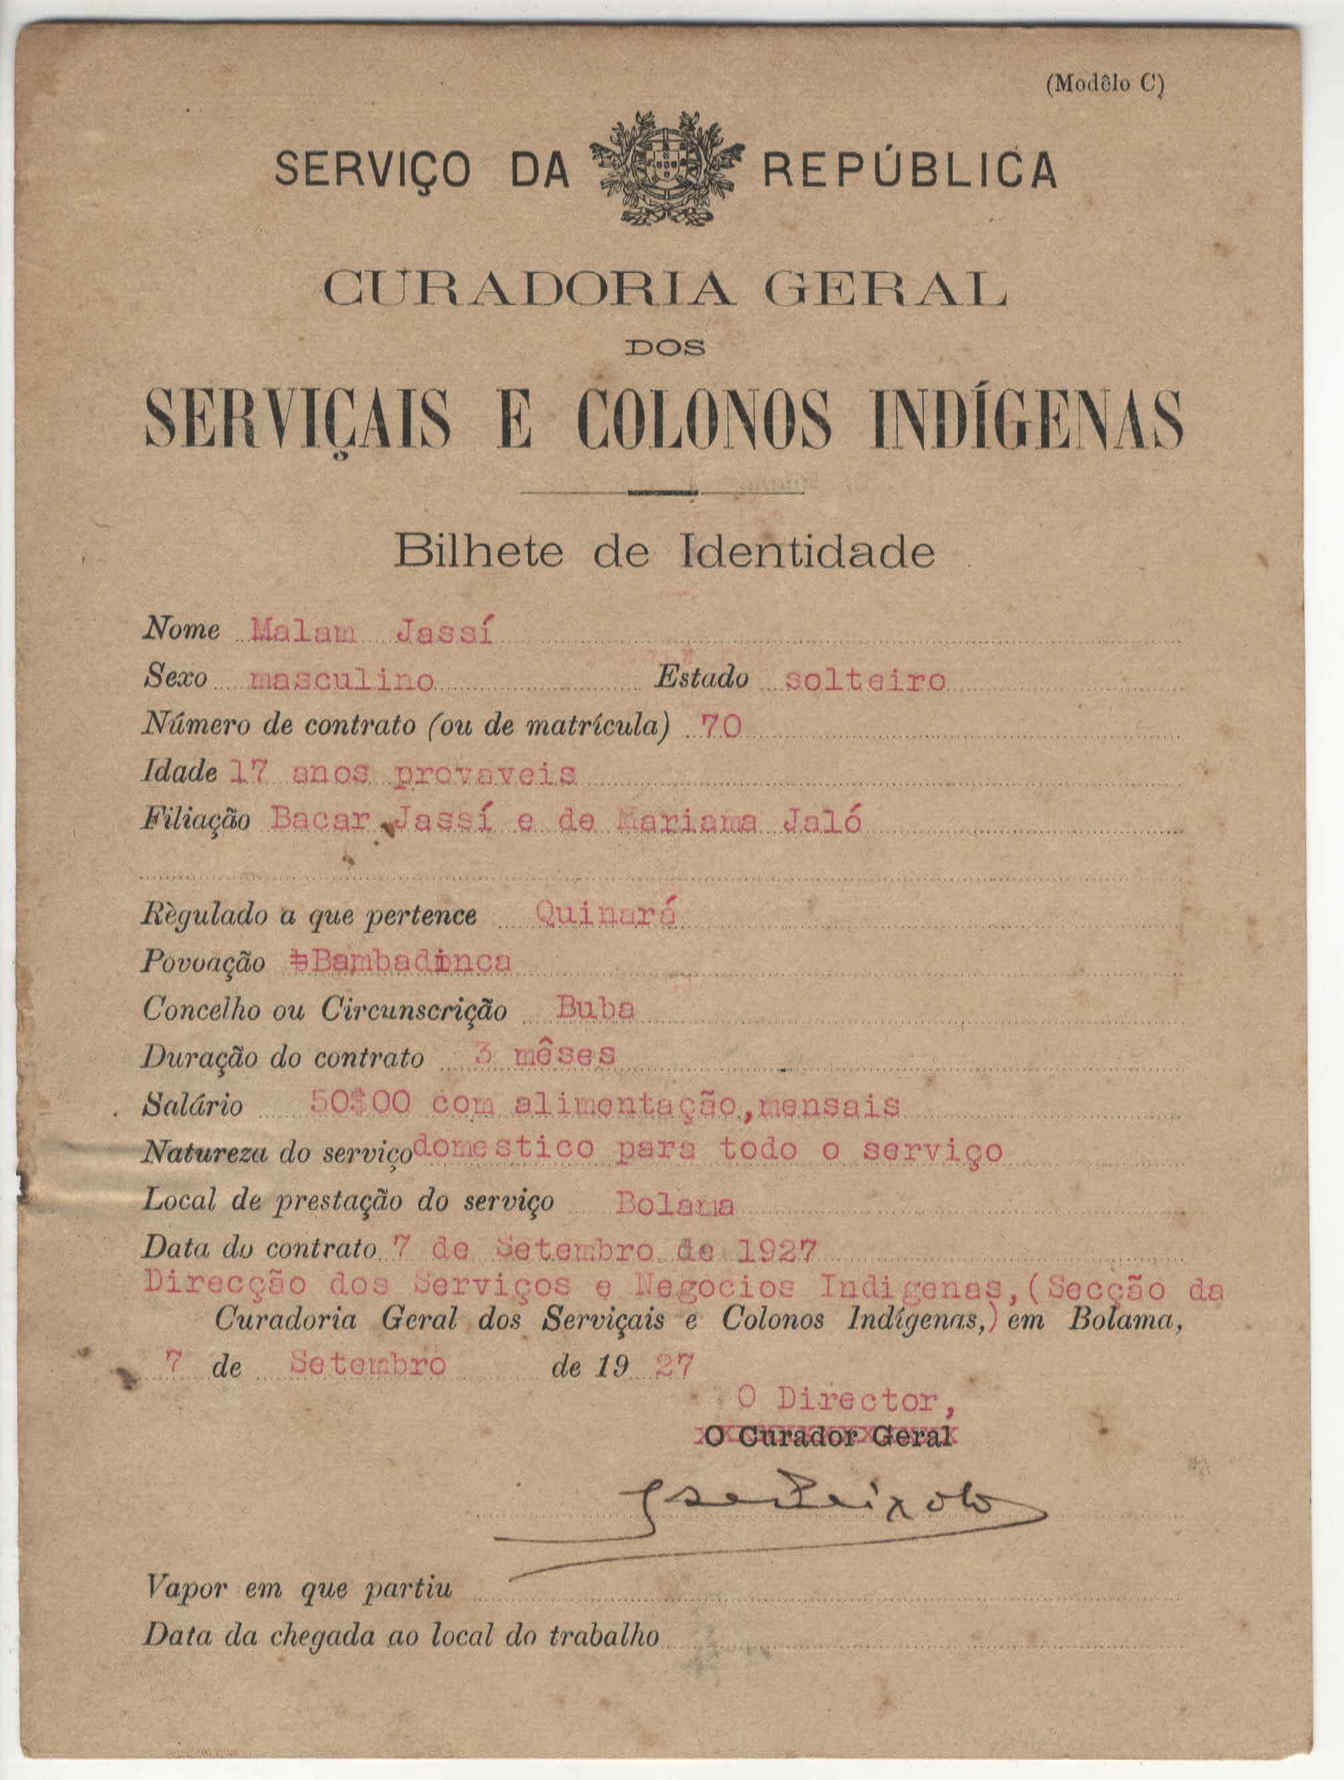 (Modêlo C)
SERVIÇO DA REPÚBLICA
CURADORIA GERAL
DOS
SERVIÇAIS E COLONOS INDÍGENAS
Bilhete de Identidade
Nome Malam Jassí
Sexo masculino Estado solteiro
Número de contrato (ou de matrícula) 70
Idade 17 anos provaveis
Filiação Bacar Jassí e de Mariama Jaló
Règulado a que pertence Quinará
Povoação Bambadinca
Concelho ou Circunscrição Buba
Duração do contrato 3 mêses
Salário 50$00 com alimentação,mensais
Natureza do serviço domestico para todo o serviço
Local de prestação do serviço Bolama
Data do contrato 7 de Setembro de 1927
Direcção dos Serviços e Negocios Indigenas,(Secção da
Curadoria Geral dos Serviçais e Colonos Indígenas,) em Bolama,
7 de Setembro de 19 27
O Director,
O Curador Geral
Vapor em que partiu
Data da chegada ao local do trabalho